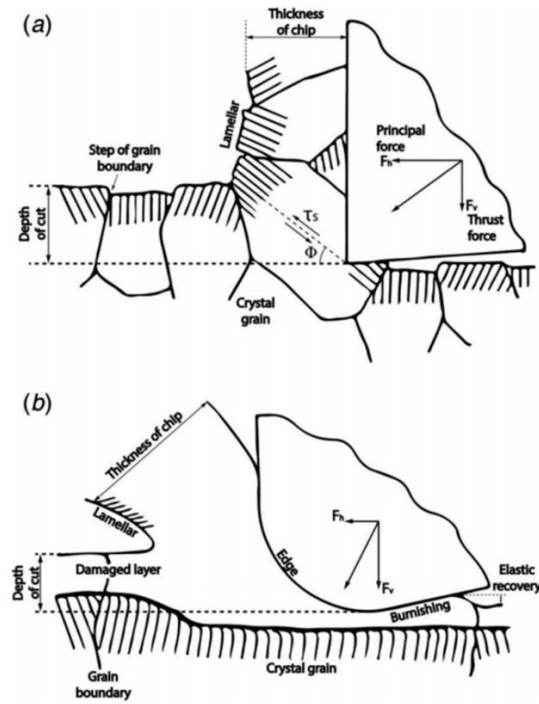 (a)
Thickness
of chip
Lamellar
Step of grain
boundary
Principal
force
Fh
Fv
Thrust
force
Depth
of cut
τs
Φ
Crystal
grain
(b)
Thickness of chip
Lamellar
Depth
of cut
Damaged layer
Edge
Fh
Fv
Elastic
recovery
Burnishing
Crystal grain
Grain
boundary